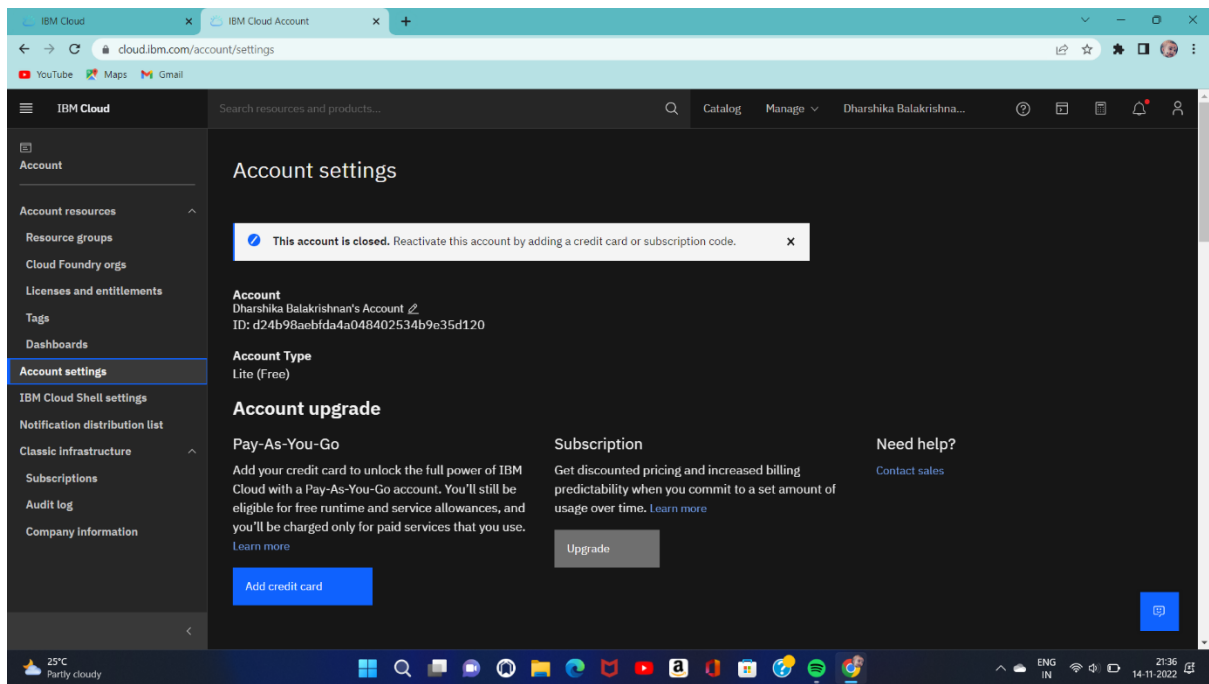 IBM Cloud
IBM Cloud Account
cloud.ibm.com/account/settings
YouTube
Maps
Gmail
IBM Cloud
Search resources and products...
Catalog
Manage
Dharshika Balakrishna...
Account
Account resources
Resource groups
Cloud Foundry orgs
Licenses and entitlements
Tags
Dashboards
Account settings
IBM Cloud Shell settings
Notification distribution list
Classic infrastructure
Subscriptions
Audit log
Company information
Account settings
This account is closed. Reactivate this account by adding a credit card or subscription code.
Account
Dharshika Balakrishnan's Account
ID: d24b98aebfda4a048402534b9e35d120
Account Type
Lite (Free)
Account upgrade
Pay-As-You-Go
Add your credit card to unlock the full power of IBM
Cloud with a Pay-As-You-Go account. You'll still be
eligible for free runtime and service allowances, and
you'll be charged only for paid services that you use.
Learn more
Add credit card
Subscription
Get discounted pricing and increased billing
predictability when you commit to a set amount of
usage over time. Learn more
Upgrade
Need help?
Contact sales
25°C
Partly cloudy
ENG
IN
21:36
14-11-2022